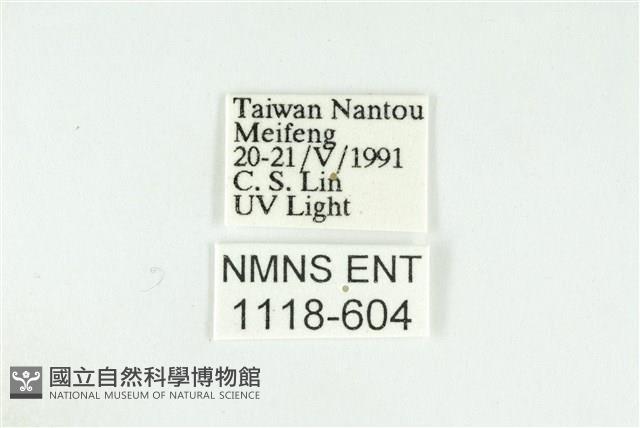 Taiwan Nantou
Meifeng
20-21/V/1991
C. S. Lin
UV Light
NMNS ENT
1118-604
國立自然科學博物館
NATIONAL MUSEUM OF NATURAL SCIENCE